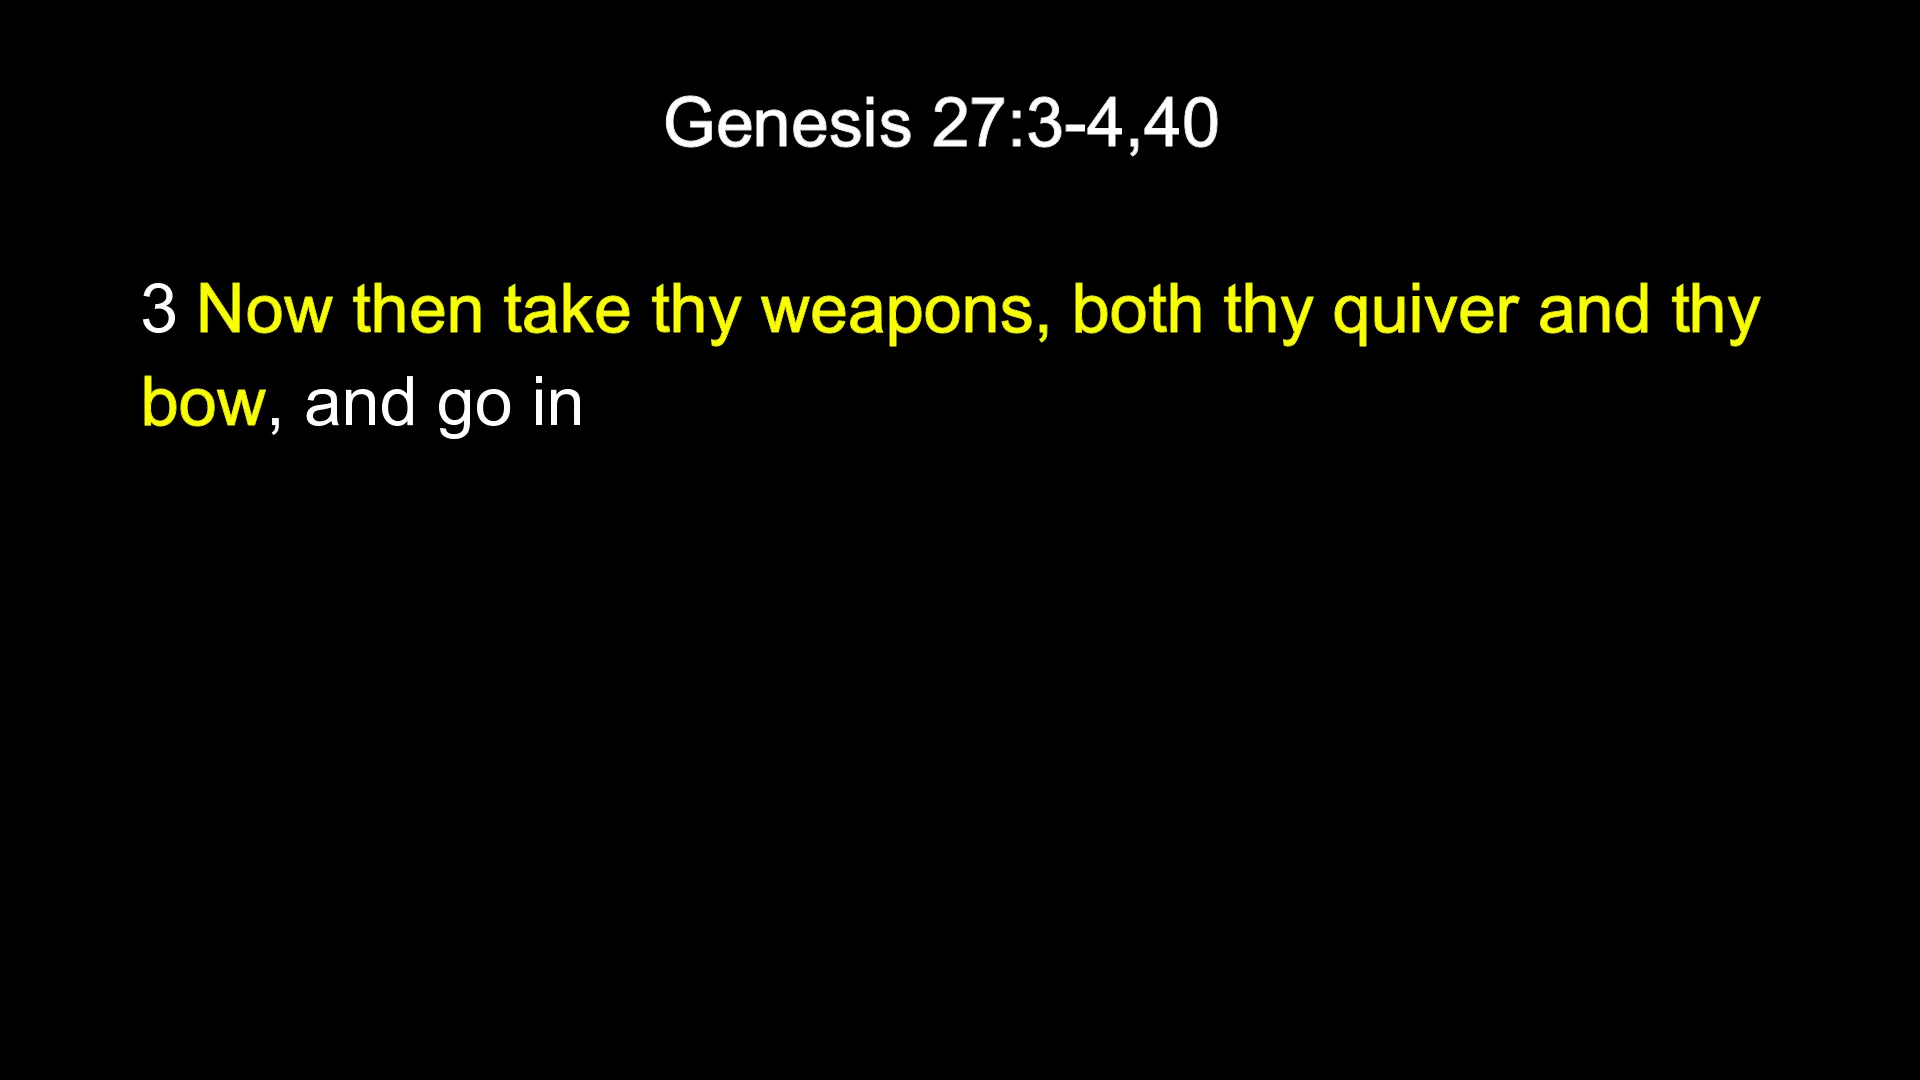 Genesis 27:3-4,40
3 Now then take thy weapons, both thy quiver and thy
bow, and go in